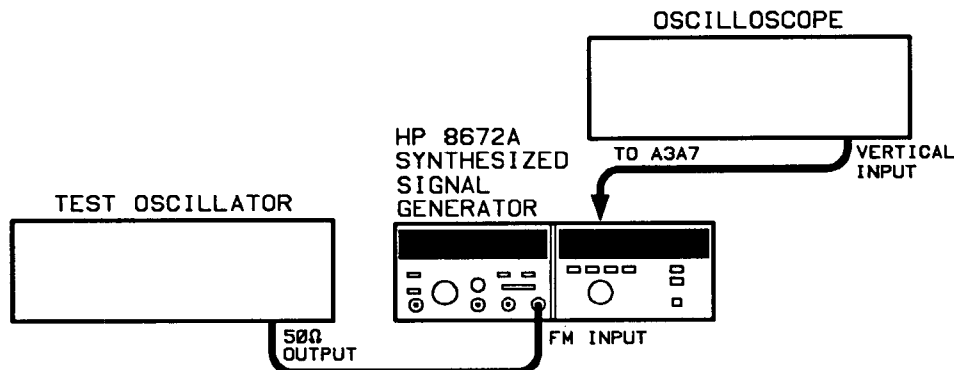 OSCILLOSCOPE
HP 8672A
SYNTHESIZED
SIGNAL
GENERATOR
TO A3A7
VERTICAL
INPUT
TEST OSCILLATOR
50Ω
OUTPUT
FM INPUT